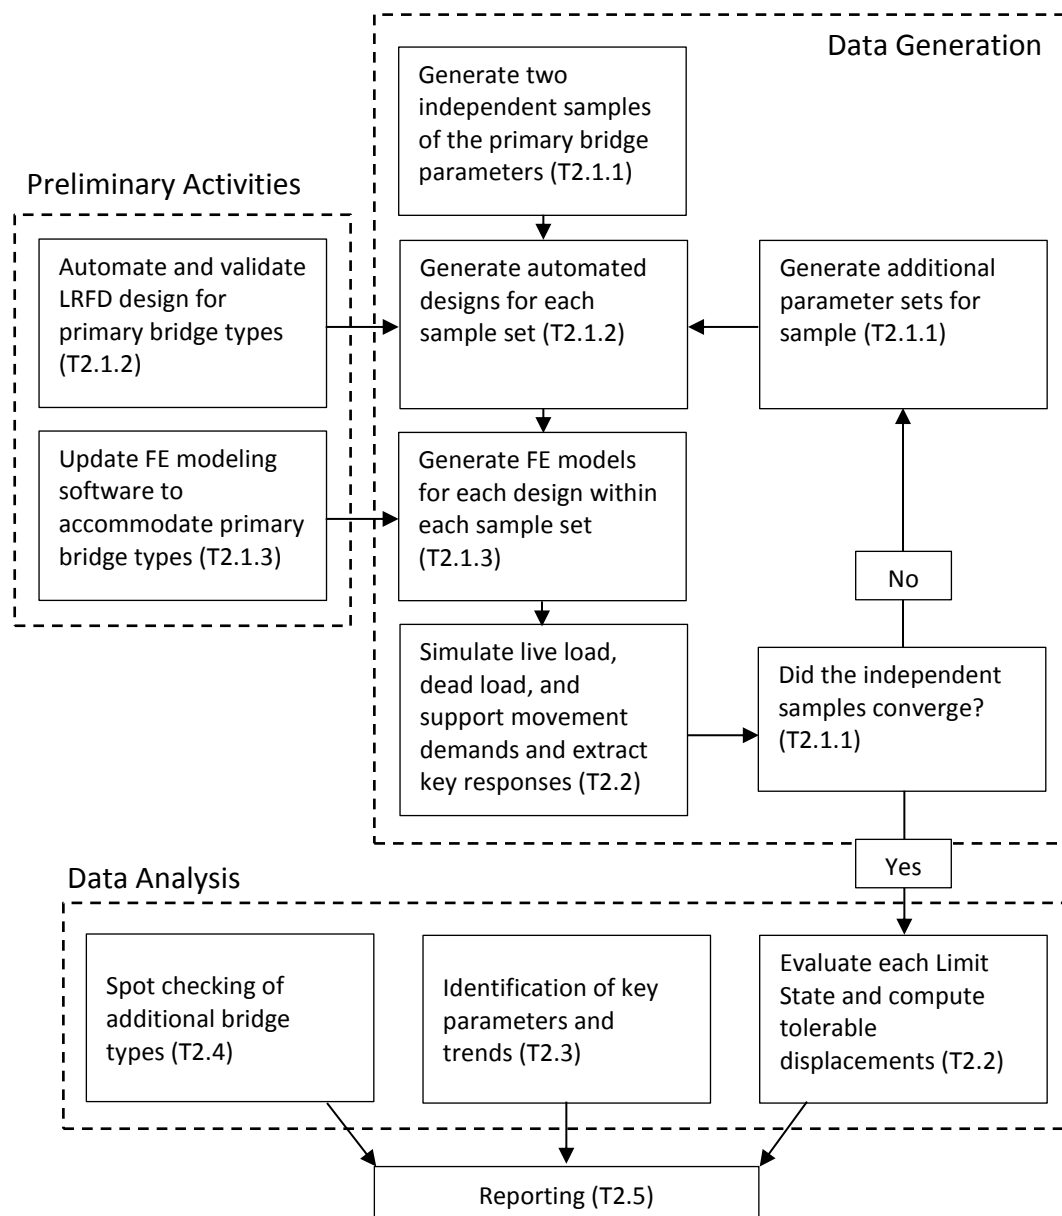 Data Generation
Generate two
independent samples
of the primary bridge
parameters (T2.1.1)
Preliminary Activities
Automate and validate
LRFD design for
primary bridge types
(T2.1.2)
Generate automated
designs for each
sample set (T2.1.2)
Generate additional
parameter sets for
sample (T2.1.1)
Update FE modeling
software to
accommodate primary
bridge types (T2.1.3)
Generate FE models
for each design within
each sample set
(T2.1.3)
No
Simulate live load,
dead load, and
support movement
demands and extract
key responses (T2.2)
Did the independent
samples converge?
(T2.1.1)
Yes
Data Analysis
Spot checking of
additional bridge
types (T2.4)
Identification of key
parameters and
trends (T2.3)
Evaluate each Limit
State and compute
tolerable
displacements (T2.2)
Reporting (T2.5)